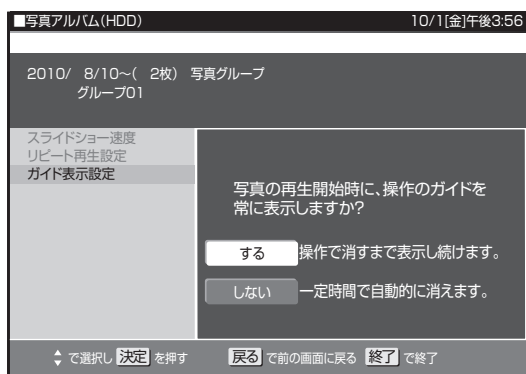 ■写真アルバム(HDD) 10/1[金]午後3:56
2010/ 8/10~( 2枚) 写真グループ
グループ01
スライドショー速度
リピート再生設定
ガイド表示設定
写真の再生開始時に、操作のガイドを
常に表示しますか?
する 操作で消すまで表示し続けます。
しない 一定時間で自動的に消えます。
で選択し 決定 を押す 戻る で前の画面に戻る 終了 で終了